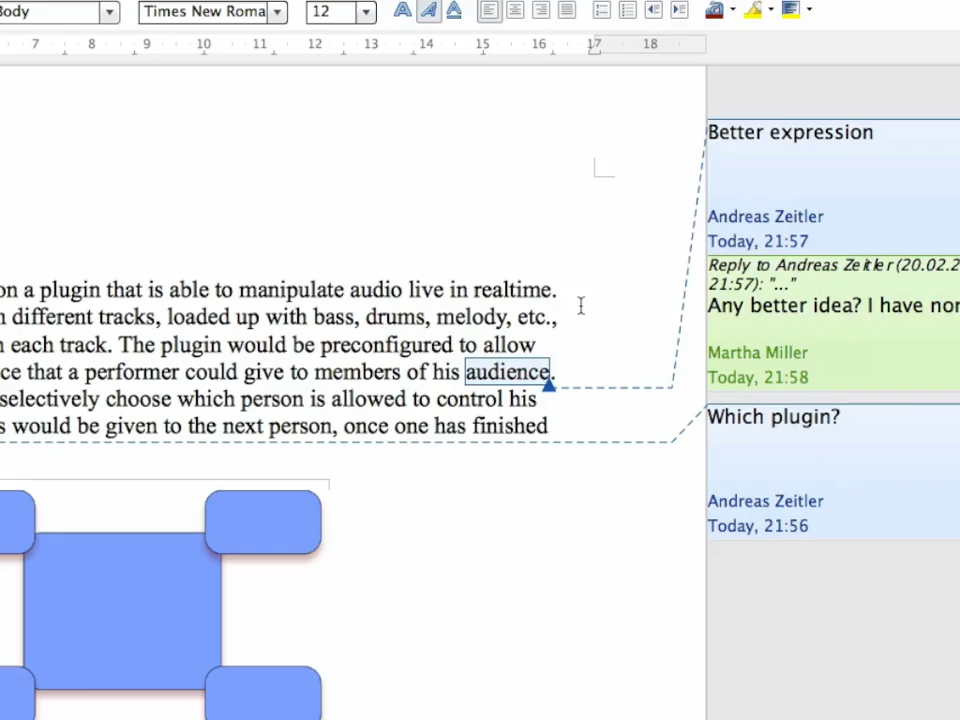 Body Times New Roma 12
7 8 9 10 11 12 13 14 15 16 17 18
on a plugin that is able to manipulate audio live in realtime.
n different tracks, loaded up with bass, drums, melody, etc.,
n each track. The plugin would be preconfigured to allow
ce that a performer could give to members of his audience.
selectively choose which person is allowed to control his
s would be given to the next person, once one has finished
Better expression
Andreas Zeitler
Today, 21:57
Reply to Andreas Zeitler (20.02.2
21:57): "..."
Any better idea? I have nor
Martha Miller
Today, 21:58
Which plugin?
Andreas Zeitler
Today, 21:56